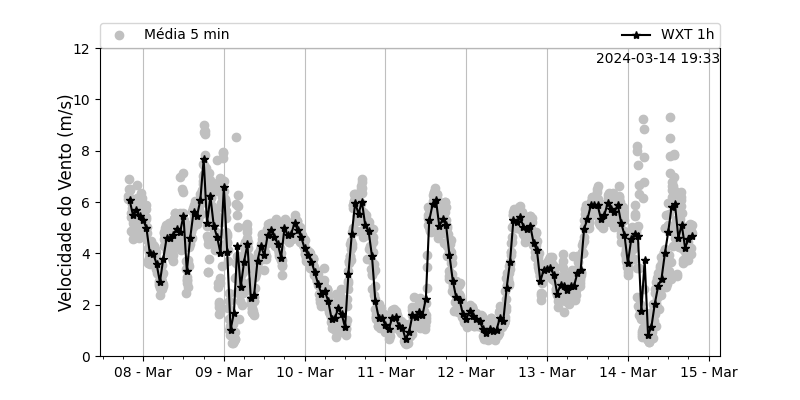 Média 5 min
WXT 1h
2024-03-14 19:33
Velocidade do Vento (m/s)
12
10
8
6
4
2
0
08 - Mar 09 - Mar 10 - Mar 11 - Mar 12 - Mar 13 - Mar 14 - Mar 15 - Mar